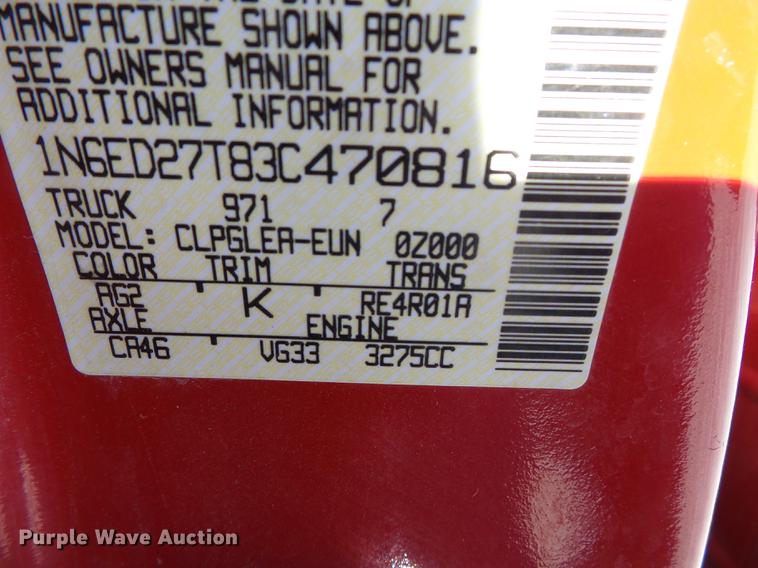 MANUFACTURE SHOWN ABOVE.
SEE OWNERS MANUAL FOR
ADDITIONAL INFORMATION.
1N6ED27T83C470816
TRUCK 971 7
MODEL: CLPGLEA-EUN 0Z000
COLOR TRIM TRANS
AG2 K RE4R01A
AXLE ENGINE
CA46 VG33 3275CC
Purple Wave Auction